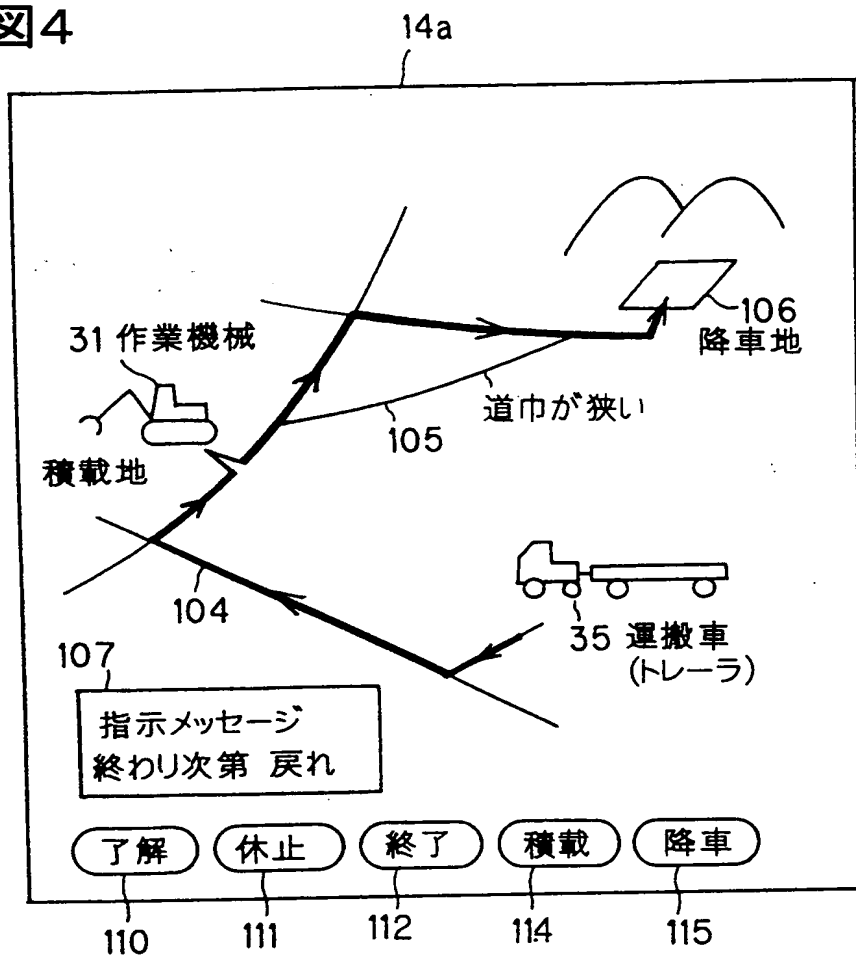 図4
14a
106
降車地
31 作業機械
道巾が狭い
105
積載地
104
35 運搬車
(トレーラ)
107
指示メッセージ
終わり次第 戻れ
了解
休止
終了
積載
降車
110
111
112
114
115